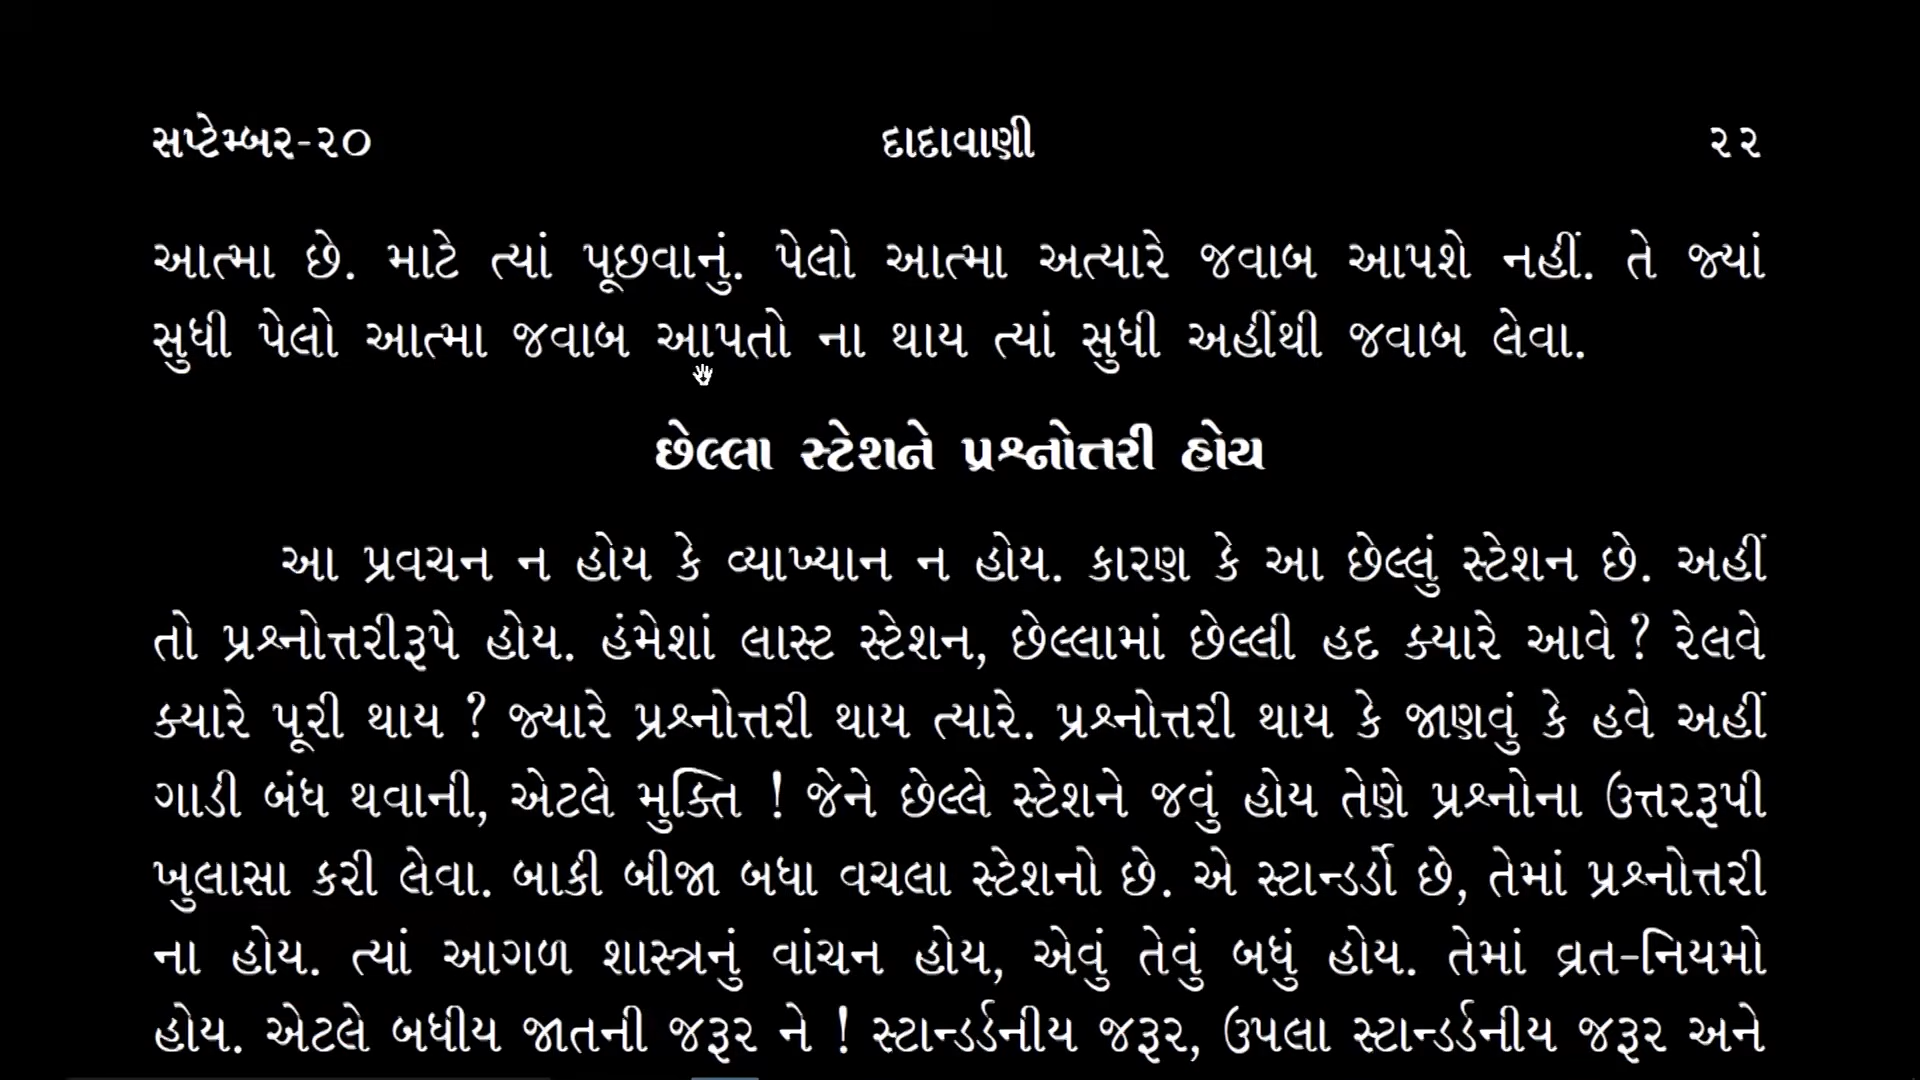 સપ્ટેમ્બર-૨૦ દાદાવાણી ૨૨
આત્મા છે. માટે ત્યાં પૂછવાનું. પેલો આત્મા અત્યારે જવાબ આપશે નહીં. તે જ્યાં
સુધી પેલો આત્મા જવાબ આપતો ના થાય ત્યાં સુધી અહીંથી જવાબ લેવા.
છેલ્લા સ્ટેશને પ્રશ્નોત્તરી હોય
આ પ્રવચન ન હોય કે વ્યાખ્યાન ન હોય. કારણ કે આ છેલ્લું સ્ટેશન છે. અહીં
તો પ્રશ્નોત્તરીરૂપે હોય. હંમેશાં લાસ્ટ સ્ટેશન, છેલ્લામાં છેલ્લી હદ ક્યારે આવે ? રેલવે
ક્યારે પૂરી થાય ? જ્યારે પ્રશ્નોત્તરી થાય ત્યારે. પ્રશ્નોત્તરી થાય કે જાણવું કે હવે અહીં
ગાડી બંધ થવાની, એટલે મુક્તિ ! જેને છેલ્લે સ્ટેશને જવું હોય તેણે પ્રશ્નોના ઉત્તરરૂપી
ખુલાસા કરી લેવા. બાકી બીજા બધા વચલા સ્ટેશનો છે. એ સ્ટાન્ડર્ડો છે, તેમાં પ્રશ્નોત્તરી
ના હોય. ત્યાં આગળ શાસ્ત્રનું વાંચન હોય, એવું તેવું બધું હોય. તેમાં વ્રત-નિયમો
હોય. એટલે બધીય જાતની જરૂર ને ! સ્ટાન્ડર્ડનીય જરૂર, ઉપલા સ્ટાન્ડર્ડનીય જરૂર અને